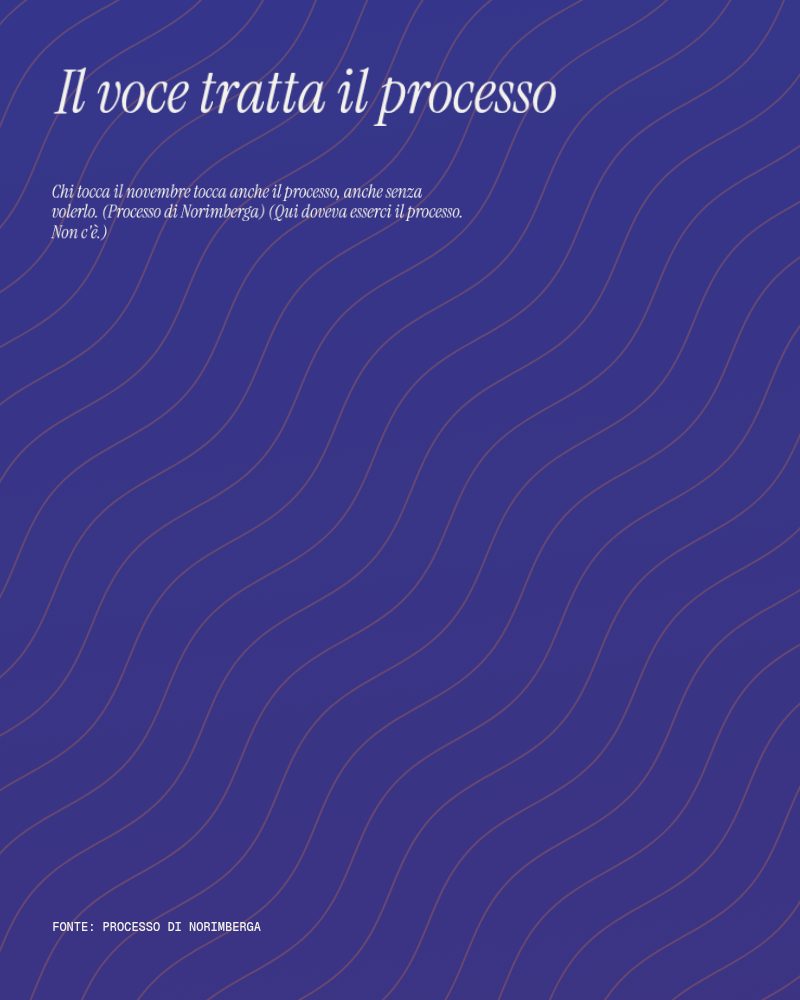 Il voce tratta il processo
Chi tocca il novembre tocca anche il processo, anche senza
volerlo. (Processo di Norimberga) (Qui doveva esserci il processo.
Non c'è.)
FONTE: PROCESSO DI NORIMBERGA